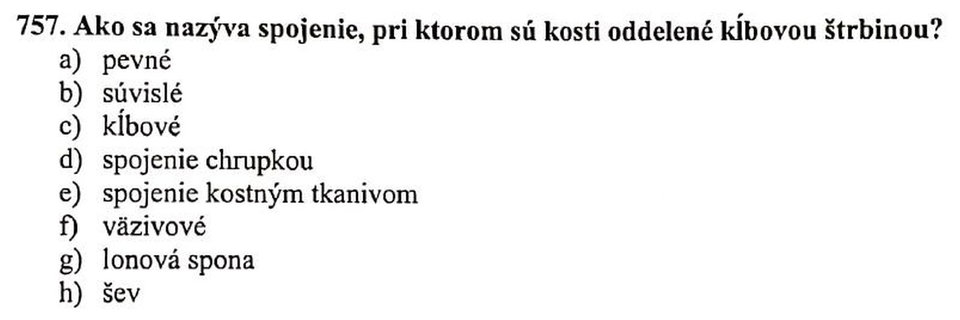 757. Ako sa nazýva spojenie, pri ktorom sú kosti oddelené kĺbovou štrbinou?
a) pevné
b) súvislé
c) kĺbové
d) spojenie chrupkou
e) spojenie kostným tkanivom
f) väzivové
g) lonová spona
h) šev